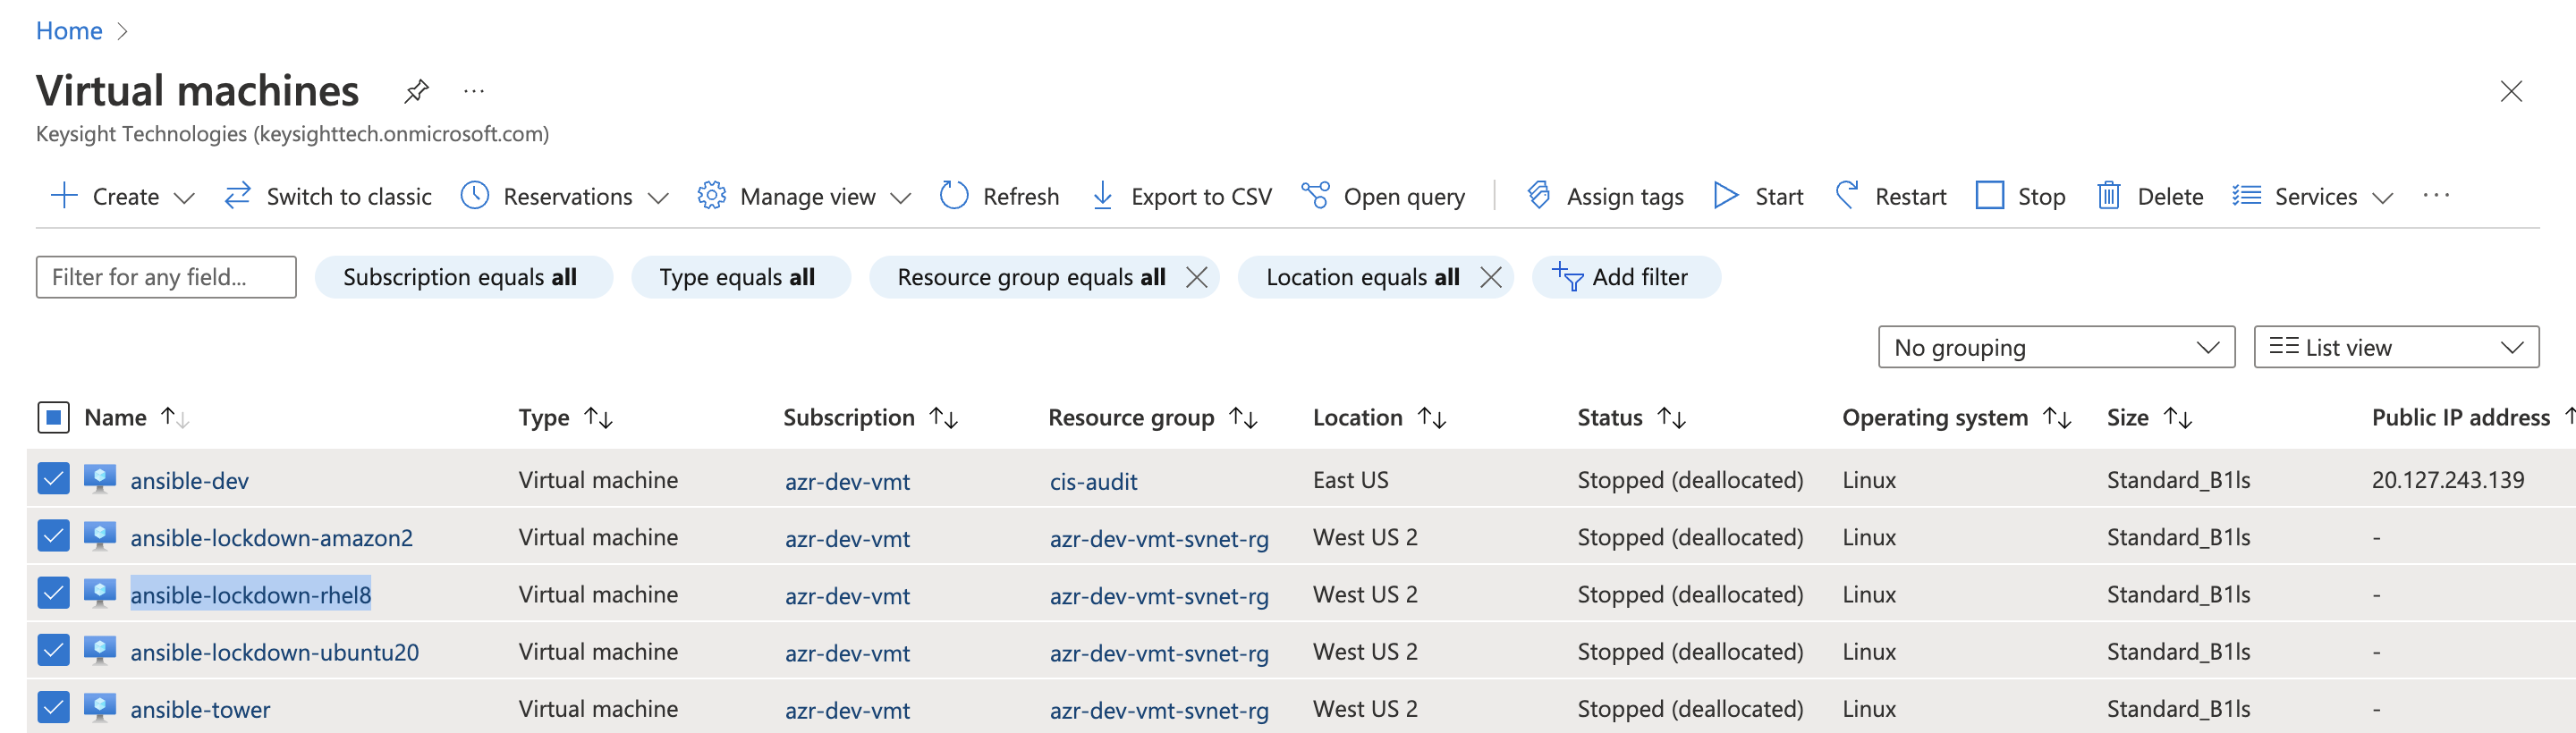 Home
Virtual machines
Keysight Technologies (keysighttech.onmicrosoft.com)
Create Switch to classic Reservations Manage view Refresh Export to CSV Open query Assign tags Start Restart Stop Delete Services
Filter for any field... Subscription equals all Type equals all Resource group equals all Location equals all Add filter
No grouping List view
Name Type Subscription Resource group Location Status Operating system Size Public IP address
ansible-dev Virtual machine azr-dev-vmt cis-audit East US Stopped (deallocated) Linux Standard_B1ls 20.127.243.139
ansible-lockdown-amazon2 Virtual machine azr-dev-vmt azr-dev-vmt-svnet-rg West US 2 Stopped (deallocated) Linux Standard_B1ls -
ansible-lockdown-rhel8 Virtual machine azr-dev-vmt azr-dev-vmt-svnet-rg West US 2 Stopped (deallocated) Linux Standard_B1ls -
ansible-lockdown-ubuntu20 Virtual machine azr-dev-vmt azr-dev-vmt-svnet-rg West US 2 Stopped (deallocated) Linux Standard_B1ls -
ansible-tower Virtual machine azr-dev-vmt azr-dev-vmt-svnet-rg West US 2 Stopped (deallocated) Linux Standard_B1ls -